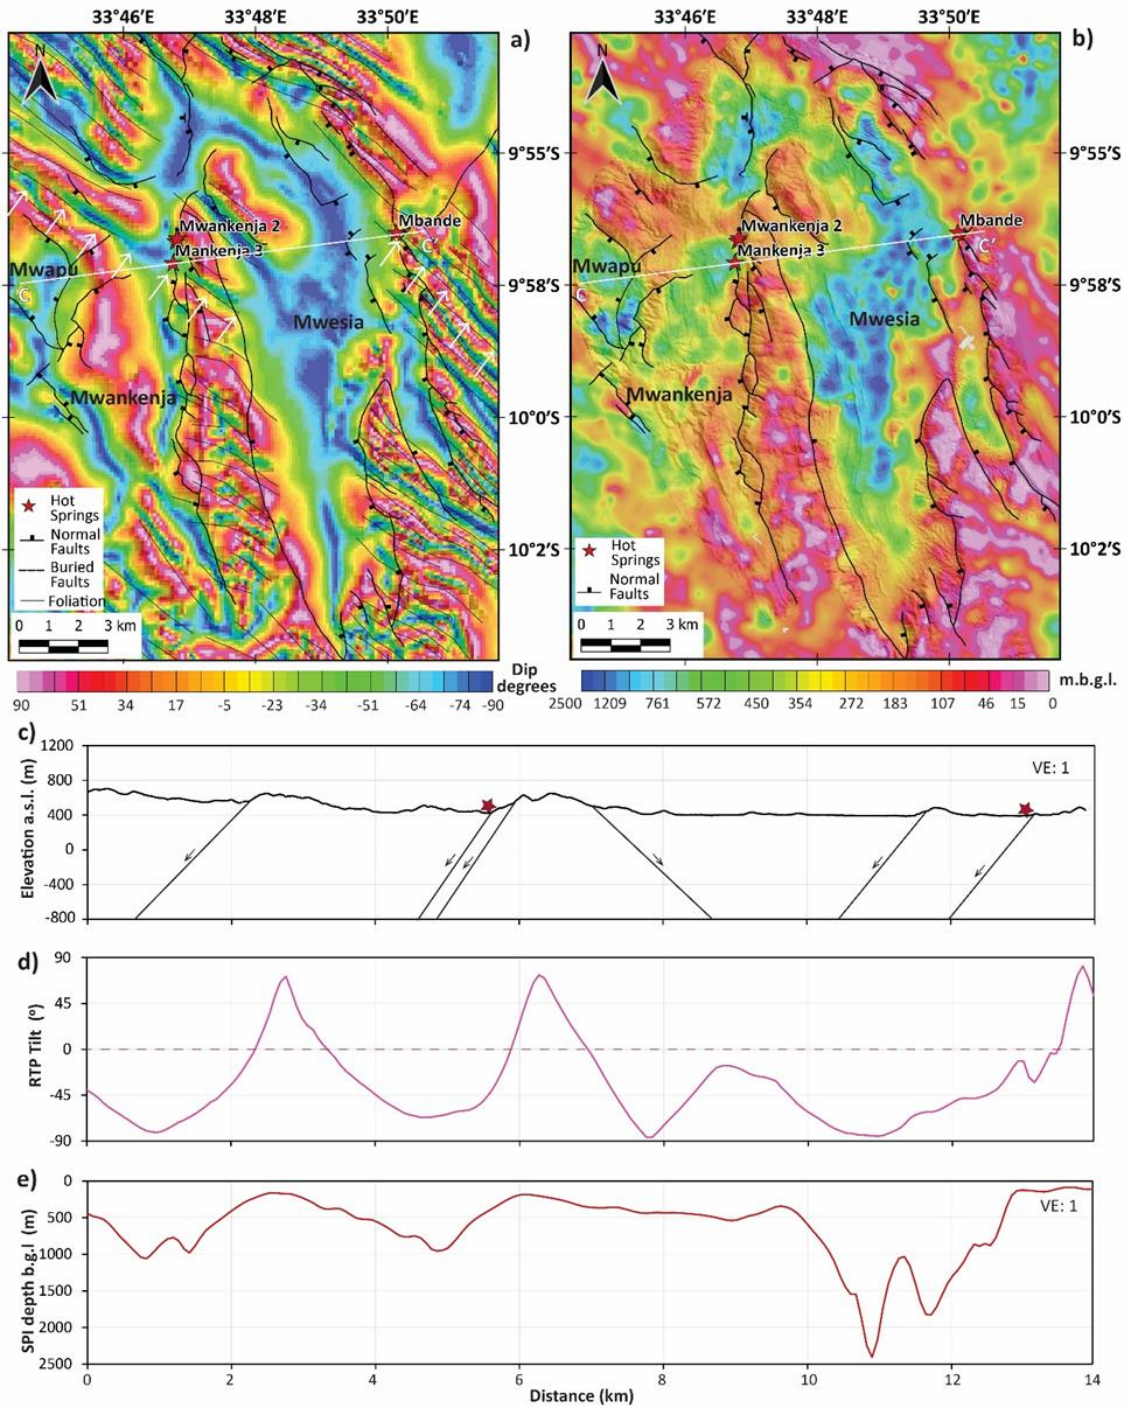 33°46'E 33°48'E 33°50'E
33°46'E 33°48'E 33°50'E
a)
b)
N
N
9°55'S
9°55'S
Mwankenja 2
Mankenja 3
Mbande
C'
Mwapu
C
9°58'S
Mwesia
Mwankenja
10°0'S
10°2'S
Mwankenja 2
Mankenja 3
Mbande
C'
Mwapu
C
9°58'S
Mwesia
Mwankenja
10°0'S
10°2'S
Hot
Springs
Normal
Faults
Buried
Faults
Foliation
0 1 2 3 km
Hot
Springs
Normal
Faults
0 1 2 3 km
Dip
degrees
90 51 34 17 -5 -23 -34 -51 -64 -74 -90
m.b.g.l.
2500 1209 761 572 450 354 272 183 107 46 15 0
c)
Elevation a.s.l. (m)
1200
800
400
0
-400
-800
VE: 1
d)
RTP Tilt (°)
90
45
0
-45
-90
e)
SPI depth b.g.l (m)
0
500
1000
1500
2000
2500
VE: 1
0 2 4 6 8 10 12 14
Distance (km)